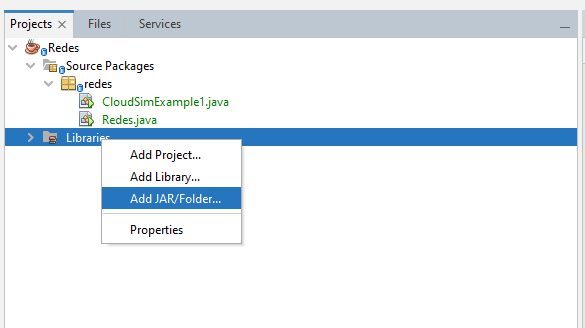 Projects Files Services
Redes
Source Packages
redes
CloudSimExample1.java
Redes.java
Libraries
Add Project...
Add Library...
Add JAR/Folder...
Properties